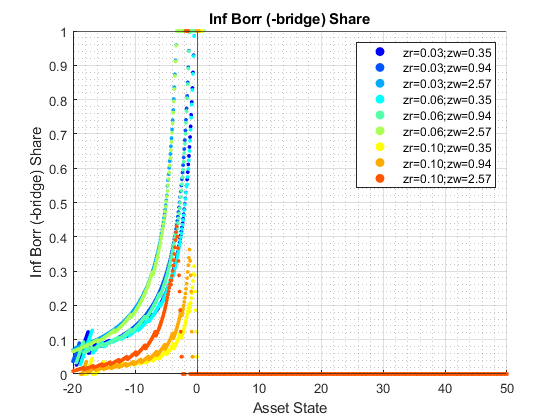 Inf Borr (-bridge) Share
1
0.9
0.8
0.7
0.6
0.5
0.4
0.3
0.2
0.1
0
Inf Borr (-bridge) Share
zr=0.03;zw=0.35
zr=0.03;zw=0.94
zr=0.03;zw=2.57
zr=0.06;zw=0.35
zr=0.06;zw=0.94
zr=0.06;zw=2.57
zr=0.10;zw=0.35
zr=0.10;zw=0.94
zr=0.10;zw=2.57
-20 -10 0 10 20 30 40 50
Asset State